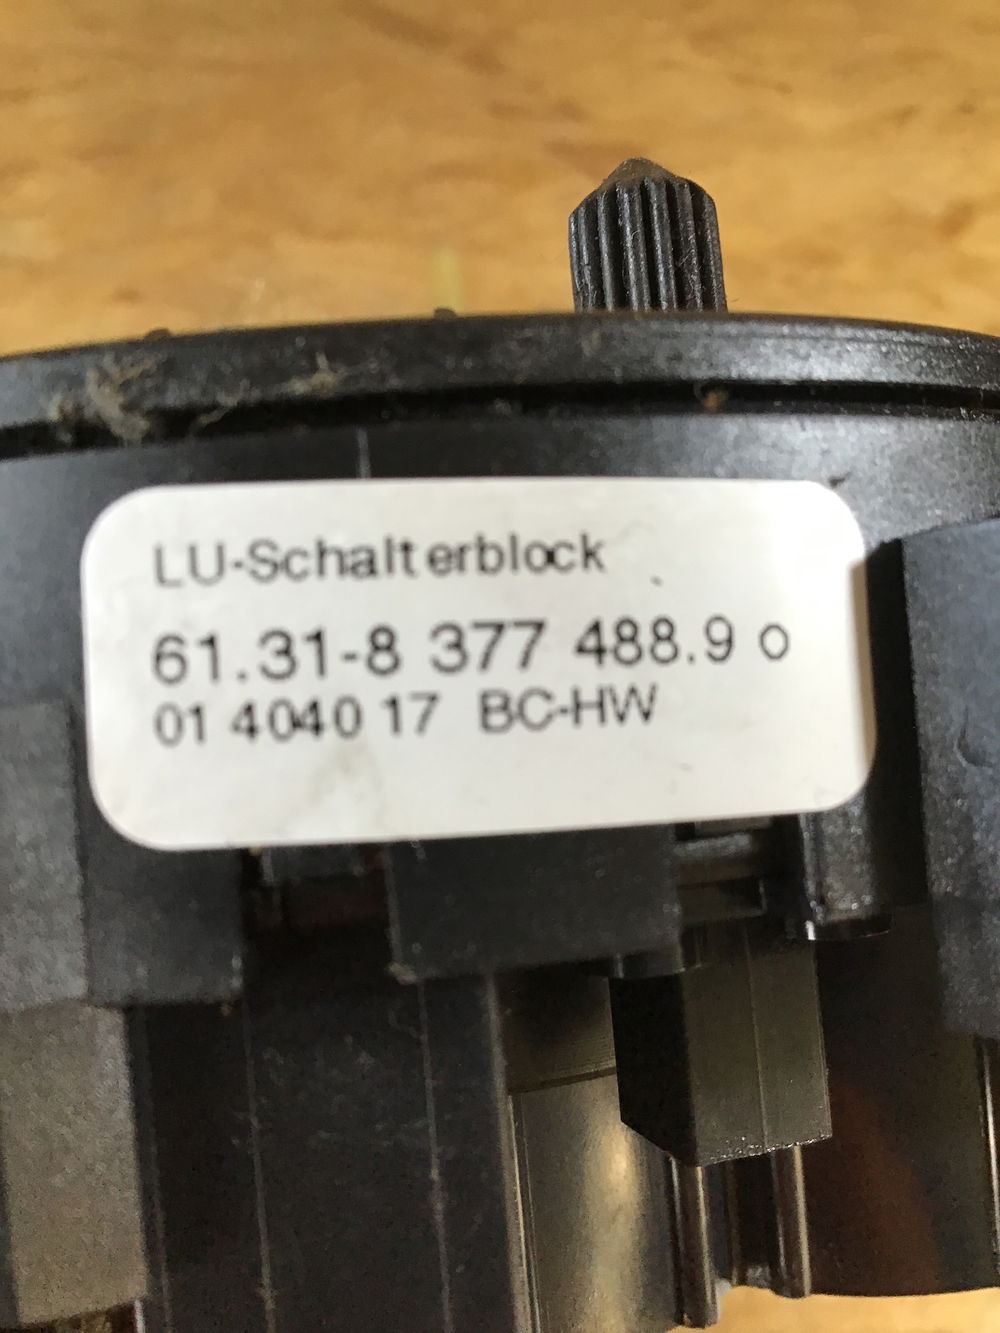 LU-Schalterblock
61.31-8 377 488.9 o
01 4040 17 BC-HW